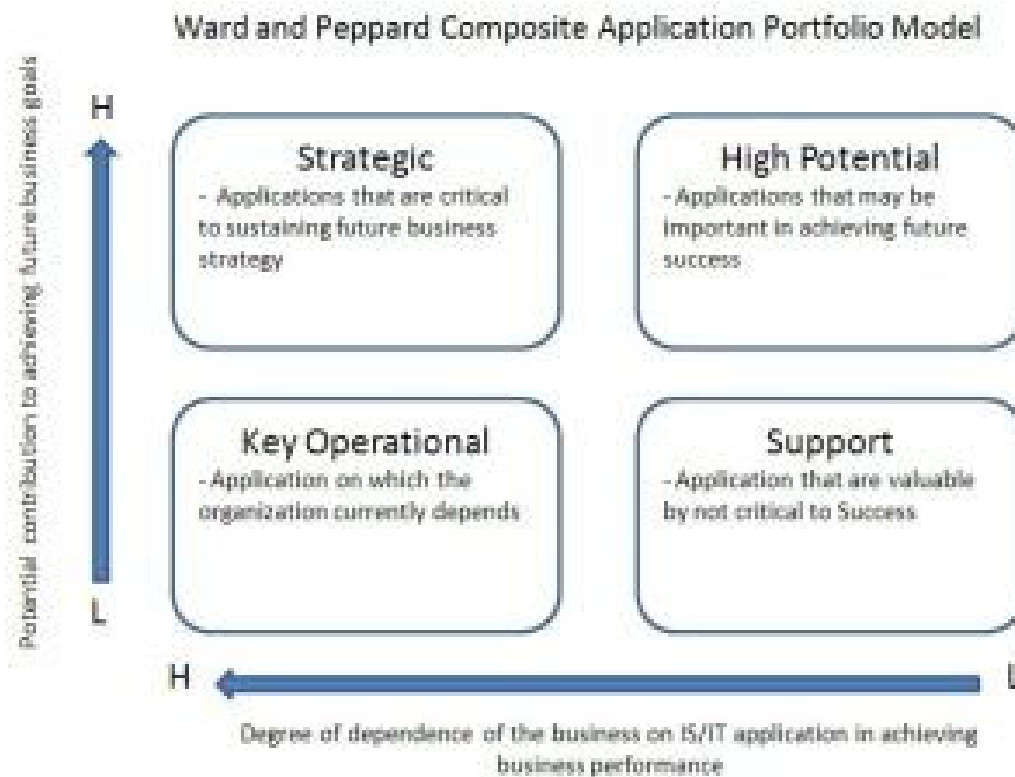 Ward and Peppard Composite Application Portfolio Model
Potential contribution to achieving future business goals
H
Strategic
- Applications that are critical
to sustaining future business
strategy
High Potential
- Applications that may be
important in achieving future
success
Key Operational
- Application on which the
organization currently depends
Support
- Application that are valuable
by not critical to Success
L
H
L
Degree of dependence of the business on IS/IT application in achieving
business performance